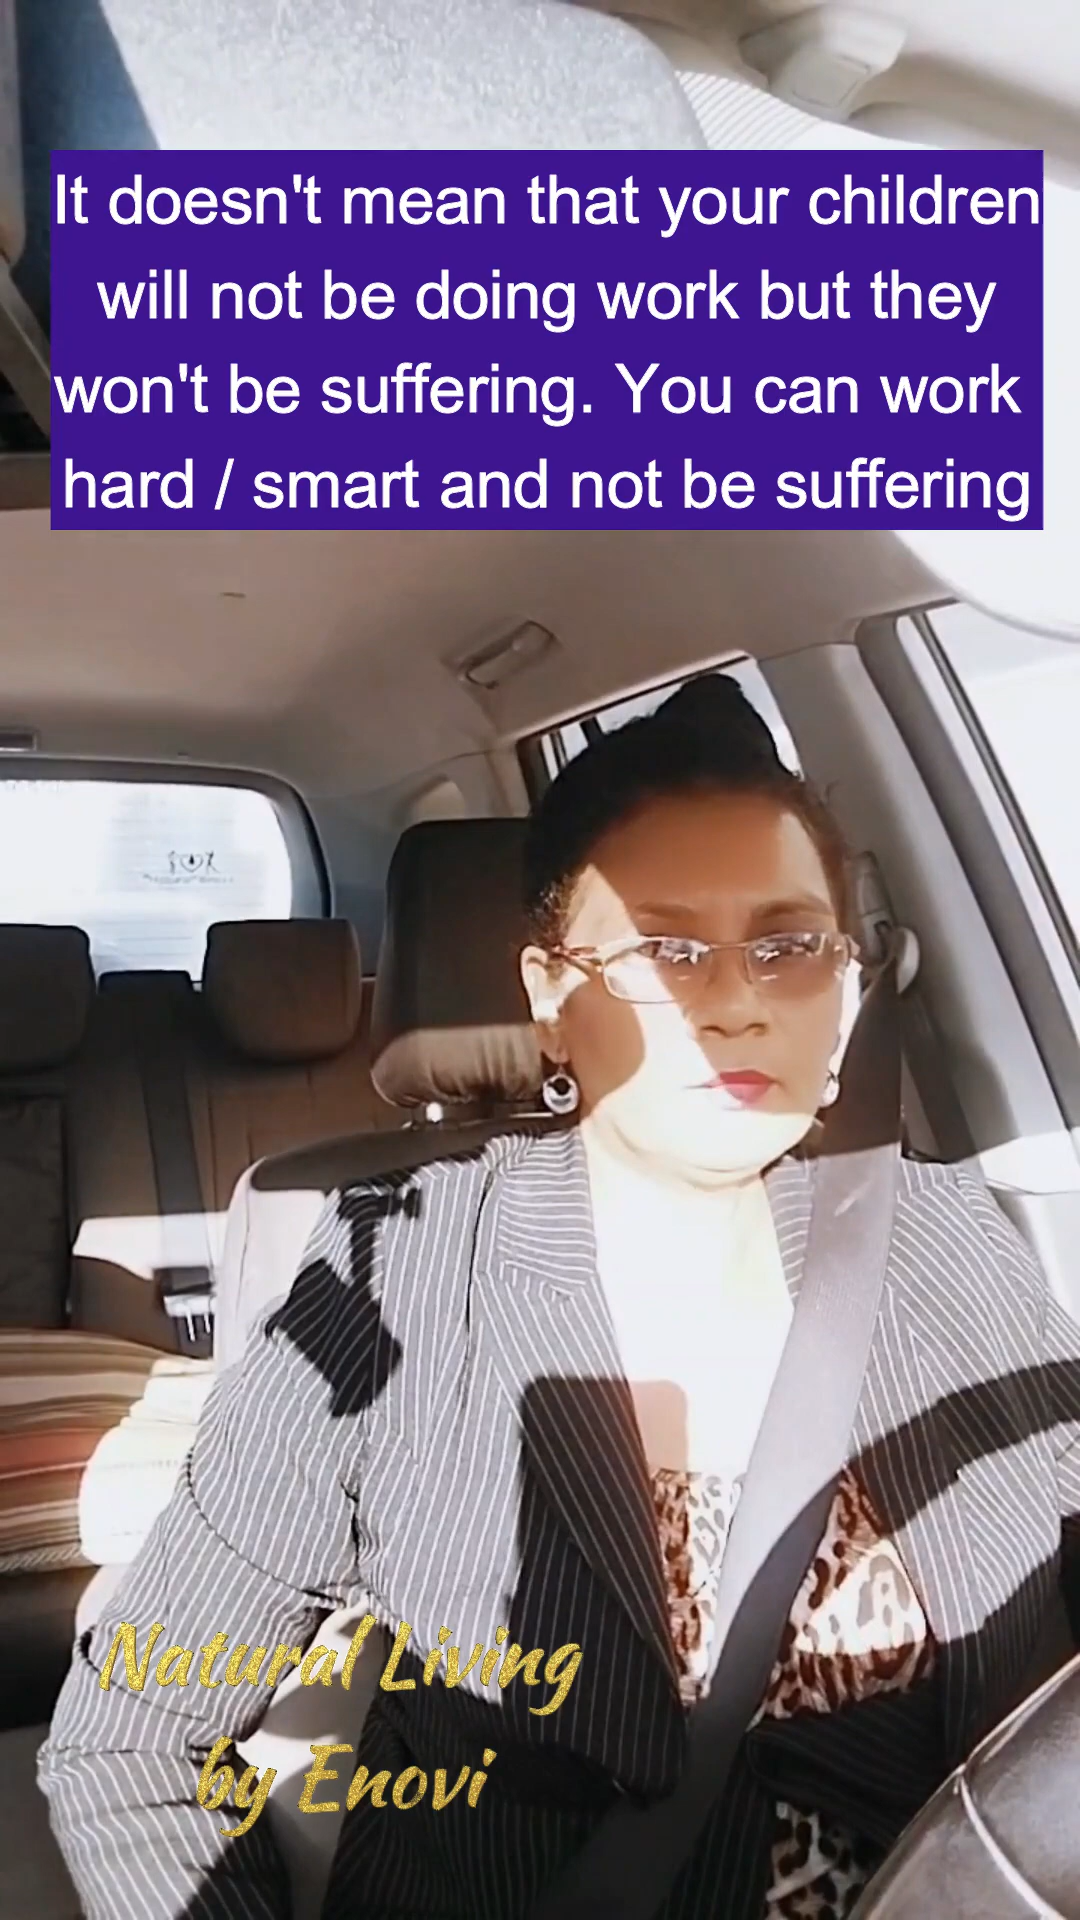 It doesn't mean that your children
will not be doing work but they
won't be suffering. You can work
hard / smart and not be suffering
Natural Living
by Enovi